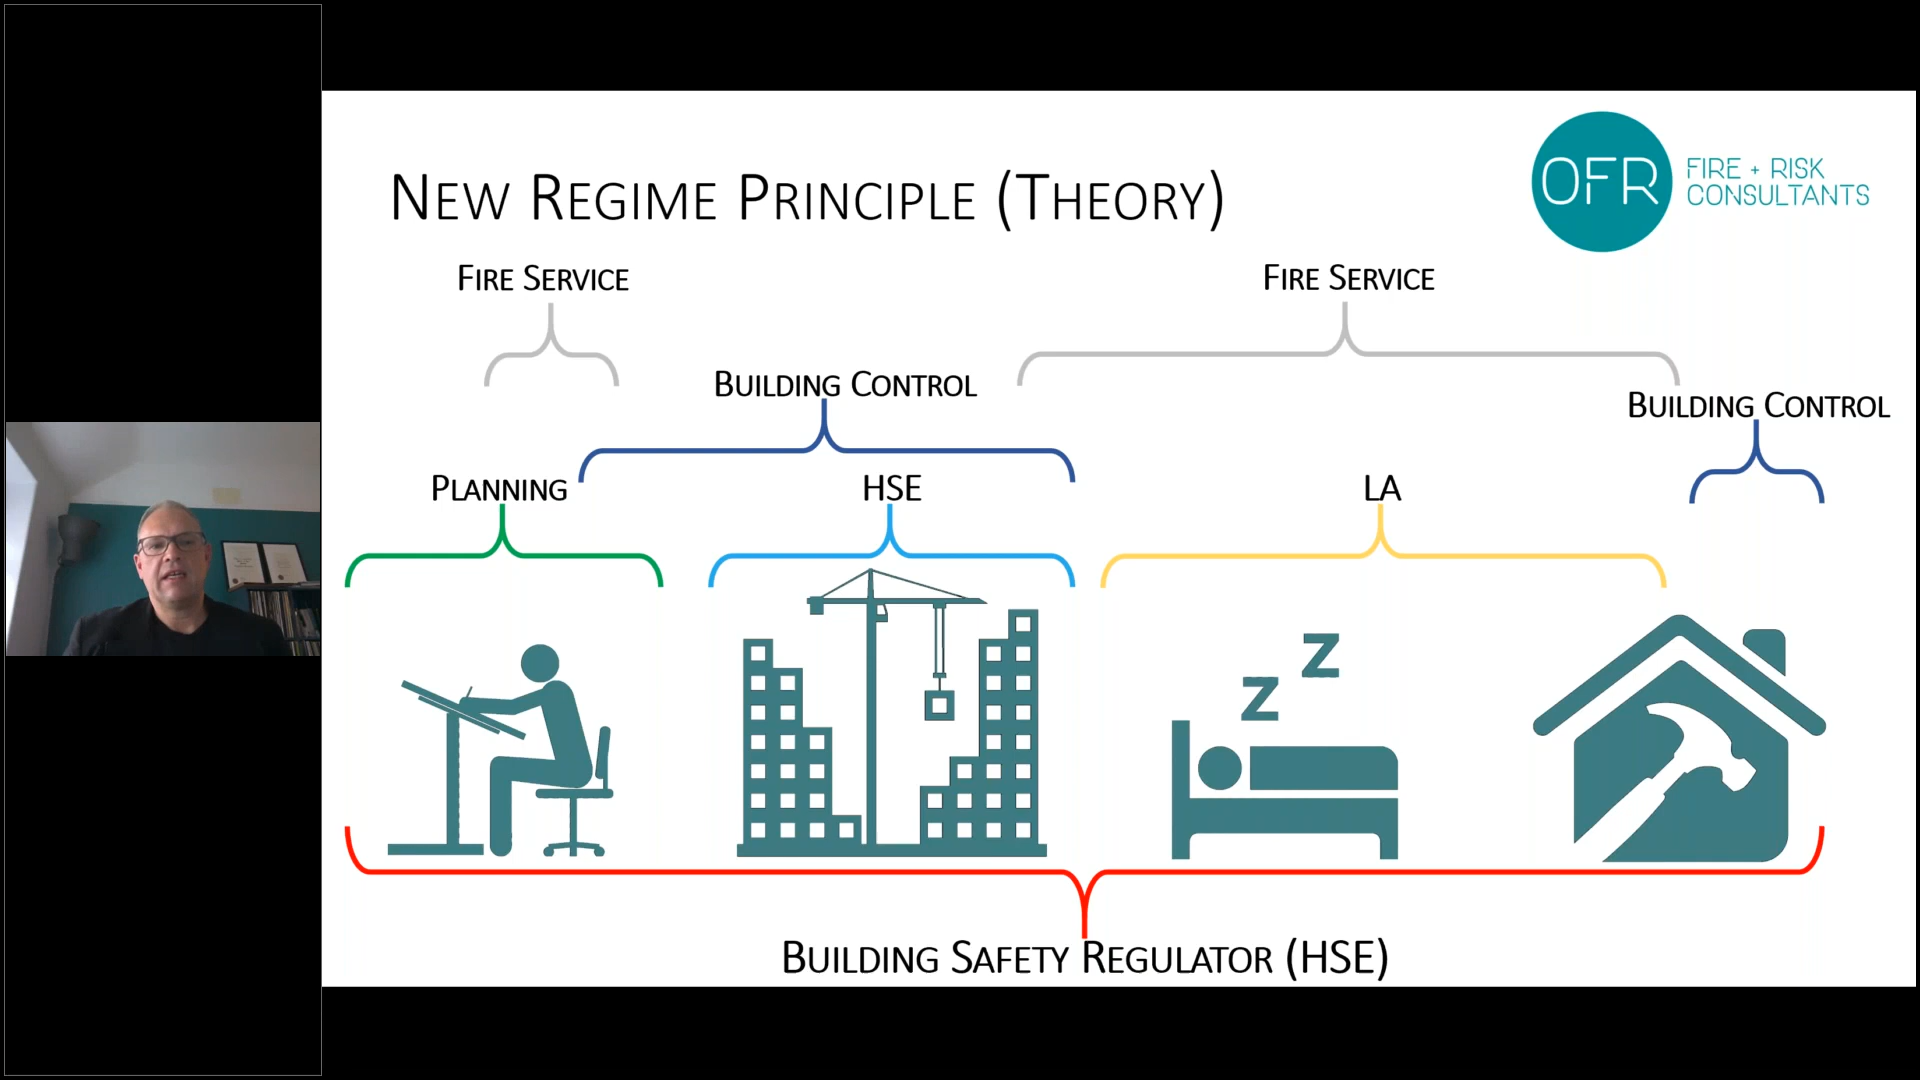 NEW REGIME PRINCIPLE (THEORY)
OFR
FIRE + RISK
CONSULTANTS
FIRE SERVICE
FIRE SERVICE
BUILDING CONTROL
BUILDING CONTROL
PLANNING
HSE
LA
Z
Z
BUILDING SAFETY REGULATOR (HSE)